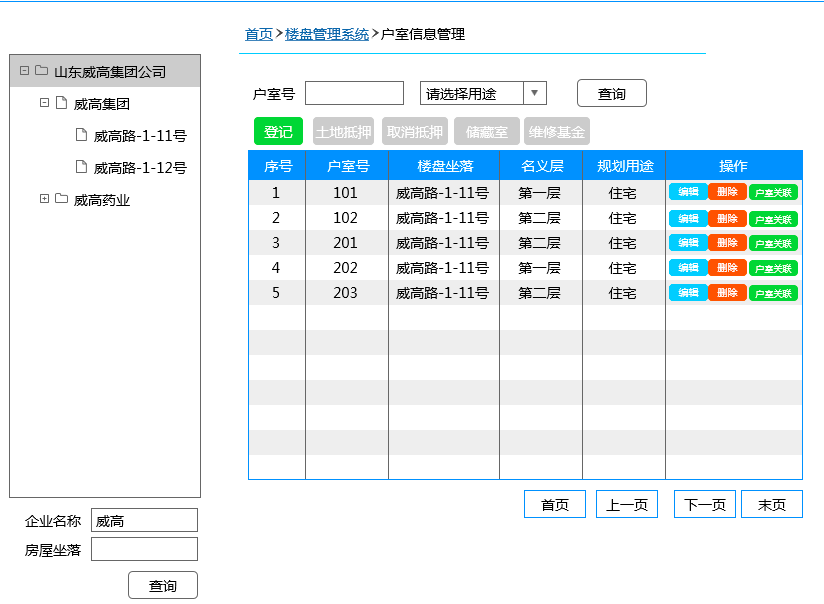 首页>楼盘管理系统>户室信息管理
山东威高集团公司
威高集团
威高路-1-11号
威高路-1-12号
威高药业
企业名称 威高
房屋坐落
查询
户室号 请选择用途 查询
登记 土地抵押 取消抵押 储藏室 维修基金
序号 户室号 楼盘坐落 名义层 规划用途 操作
1 101 威高路-1-11号 第一层 住宅 编辑 删除 户室关联
2 102 威高路-1-11号 第二层 住宅 编辑 删除 户室关联
3 201 威高路-1-11号 第二层 住宅 编辑 删除 户室关联
4 202 威高路-1-11号 第一层 住宅 编辑 删除 户室关联
5 203 威高路-1-11号 第二层 住宅 编辑 删除 户室关联
首页 上一页 下一页 末页